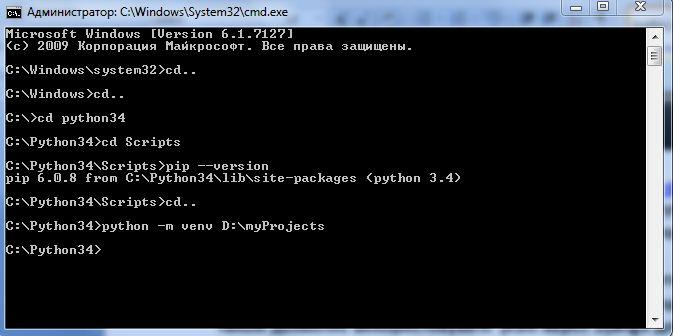 Администратор: C:\Windows\System32\cmd.exe
Microsoft Windows [Version 6.1.7127]
(c) 2009 Корпорация Майкрософт. Все права защищены.
C:\Windows\system32>cd..
C:\Windows>cd..
C:\>cd python34
C:\Python34>cd Scripts
C:\Python34\Scripts>pip --version
pip 6.0.8 from C:\Python34\lib\site-packages (python 3.4)
C:\Python34\Scripts>cd..
C:\Python34>python -m venv D:\myProjects
C:\Python34>